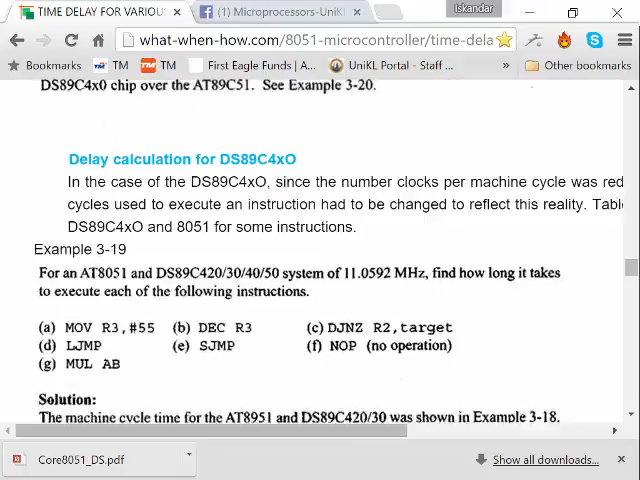 TIME DELAY FOR VARIOUS
(1) Microprocessors-UniKL
Iskandar
what-when-how.com/8051-microcontroller/time-dela
Bookmarks TM TM First Eagle Funds | A... UniKL Portal - Staff ... » Other bookmarks
DS89C4x0 chip over the AT89C51. See Example 3-20.
Delay calculation for DS89C4xO
In the case of the DS89C4xO, since the number clocks per machine cycle was red
cycles used to execute an instruction had to be changed to reflect this reality. Tabl
DS89C4xO and 8051 for some instructions.
Example 3-19
For an AT8051 and DS89C420/30/40/50 system of 11.0592 MHz, find how long it takes
to execute each of the following instructions.
(a) MOV R3,#55 (b) DEC R3 (c) DJNZ R2,target
(d) LJMP (e) SJMP (f) NOP (no operation)
(g) MUL AB
Solution:
The machine cycle time for the AT8951 and DS89C420/30 was shown in Example 3-18.
Core8051_DS.pdf
Show all downloads...